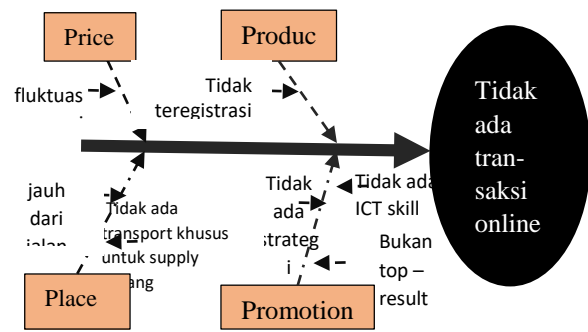 Price
Produc
fluktuas
Tidak
teregistrasi
Tidak
ada
tran-
saksi
online
jauh
dari
jalan
Tidak ada
transport khusus
untuk supply
Tidak
ada
strateg
i
Tidak ada
ICT skill
Bukan
top –
result
Place
Promotion